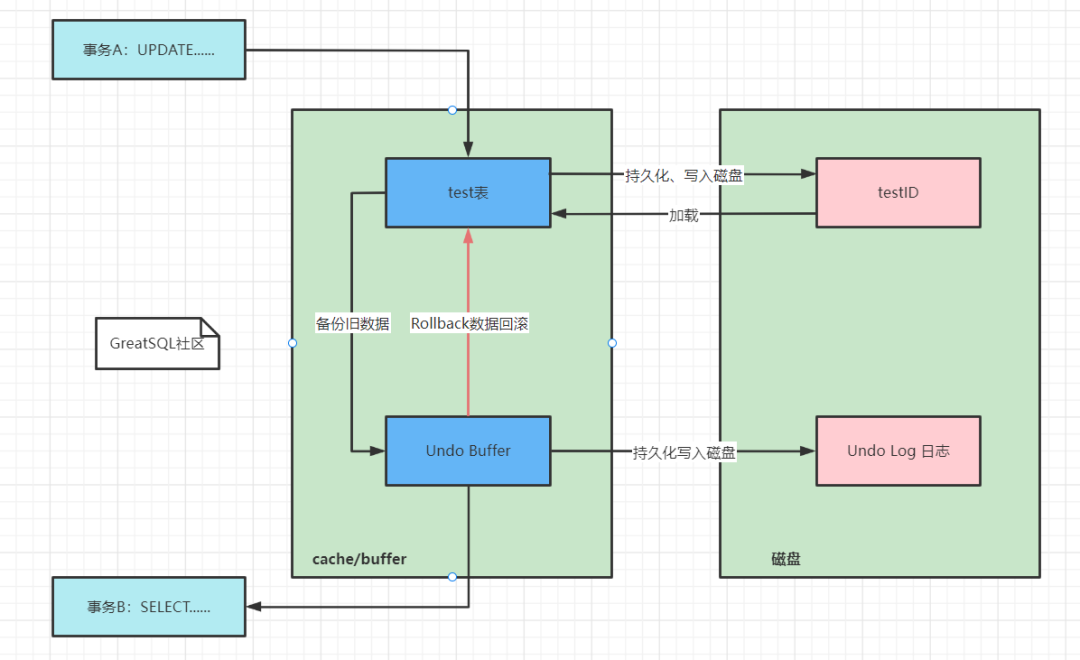 事务A：UPDATE......
test表
持久化、写入磁盘
testID
加载
备份旧数据
Rollback数据回滚
GreatSQL社区
Undo Buffer
持久化写入磁盘
Undo Log 日志
cache/buffer
磁盘
事务B：SELECT......